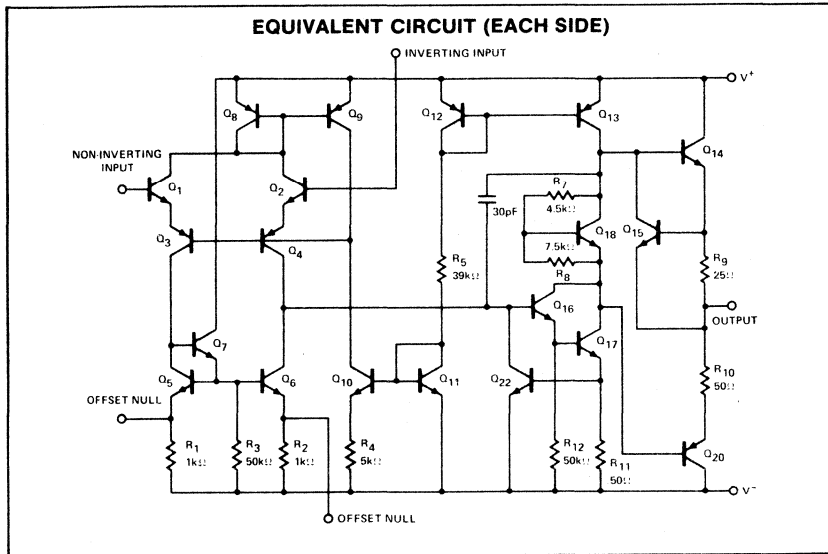 EQUIVALENT CIRCUIT (EACH SIDE)
INVERTING INPUT
V+
Q8
Q9
Q12
Q13
Q14
NON-INVERTING
INPUT
Q1
Q2
R7
4.5kΩ
30pF
Q3
Q4
Q18
Q15
7.5kΩ
R8
R5
39kΩ
R9
25Ω
Q16
OUTPUT
Q7
Q17
Q5
Q6
Q10
Q11
Q22
R10
50Ω
OFFSET NULL
R1
1kΩ
R3
50kΩ
R2
1kΩ
R4
5kΩ
R12
50kΩ
R11
50Ω
Q20
V-
OFFSET NULL